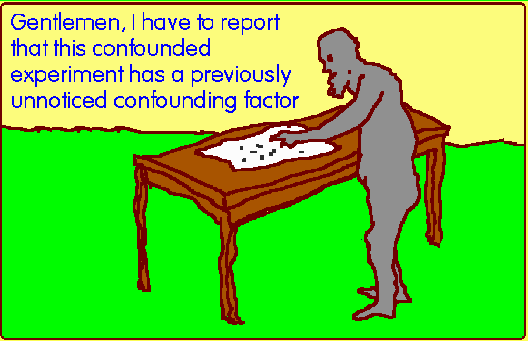 Gentlemen, I have to report
that this confounded
experiment has a previously
unnoticed confounding factor